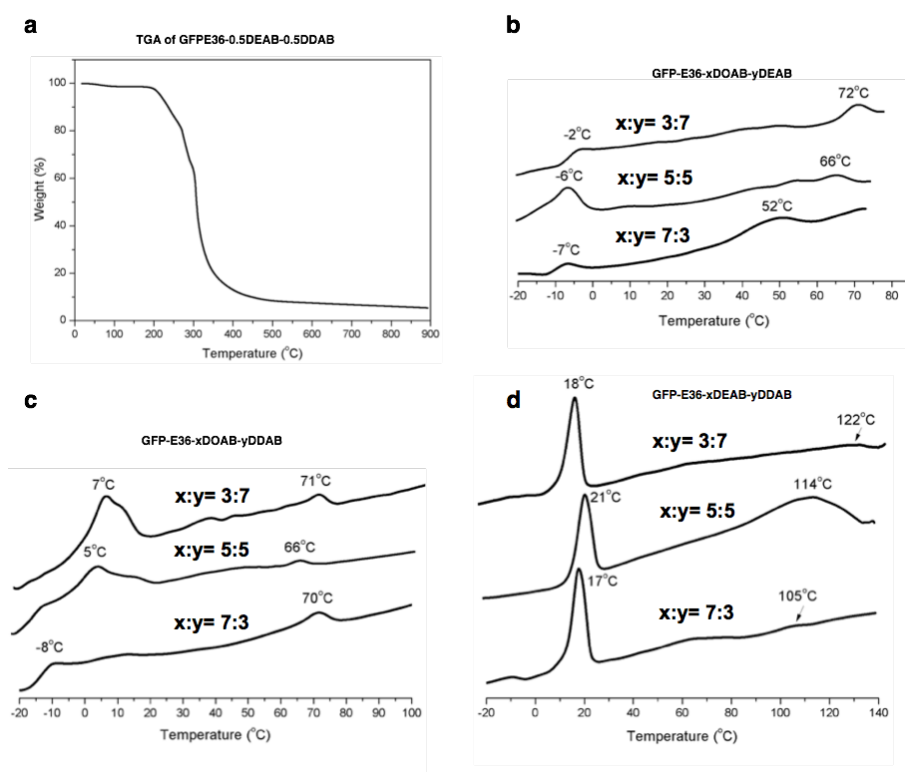 a
TGA of GFPE36-0.5DEAB-0.5DDAB
100
80
60
40
20
0
Weight (%)
0 100 200 300 400 500 600 700 800 900
Temperature (°C)
b
GFP-E36-xDOAB-yDEAB
72°C
x:y= 3:7
-2°C
66°C
x:y= 5:5
-6°C
52°C
x:y= 7:3
-7°C
-20 -10 0 10 20 30 40 50 60 70 80
Temperature (°C)
c
GFP-E36-xDOAB-yDDAB
7°C
x:y= 3:7
71°C
5°C
x:y= 5:5
66°C
x:y= 7:3
70°C
-8°C
-20 -10 0 10 20 30 40 50 60 70 80 90 100
Temperature (°C)
d
GFP-E36-xDEAB-yDDAB
18°C
x:y= 3:7
122°C
21°C
x:y= 5:5
114°C
17°C
x:y= 7:3
105°C
-20 0 20 40 60 80 100 120 140
Temperature (°C)